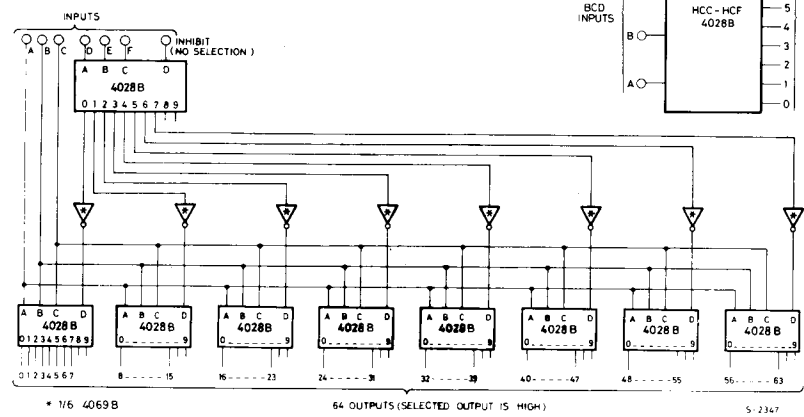 INPUTS
A B C D E F
INHIBIT
(NO SELECTION)
A B C D
4028B
0 1 2 3 4 5 6 7 8 9
BCD
INPUTS
B
A
HCC-HCF
4028B
5
4
3
2
1
0
* * * * * * * *
A B C D
4028B
0 1 2 3 4 5 6 7 8 9
0 1 2 3 4 5 6 7
A B C D
4028B
0-------9
8-----15
A B C D
4028B
0-------9
16-----23
A B C D
4028B
0-------9
24-----31
A B C D
4028B
0-------9
32-----39
A B C D
4028B
0-------9
40-----47
A B C D
4028B
0-------9
48-----55
A B C D
4028B
0-------9
56-----63
* 1/6 4069B
64 OUTPUTS (SELECTED OUTPUT IS HIGH)
S-2347